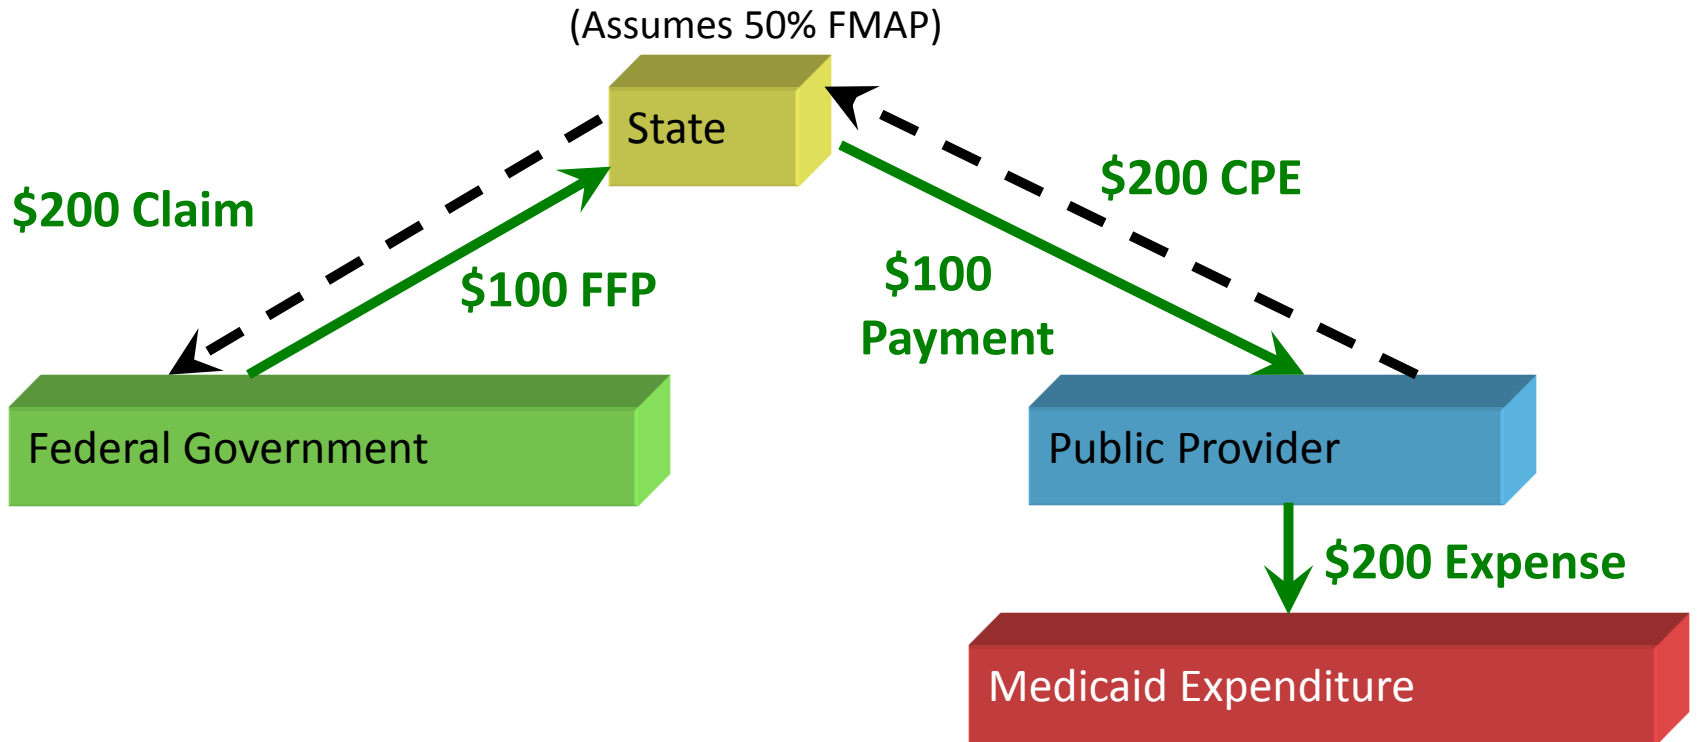 (Assumes 50% FMAP)
State
$200 CPE
$200 Claim
$100 FFP
$100
Payment
Federal Government
Public Provider
$200 Expense
Medicaid Expenditure